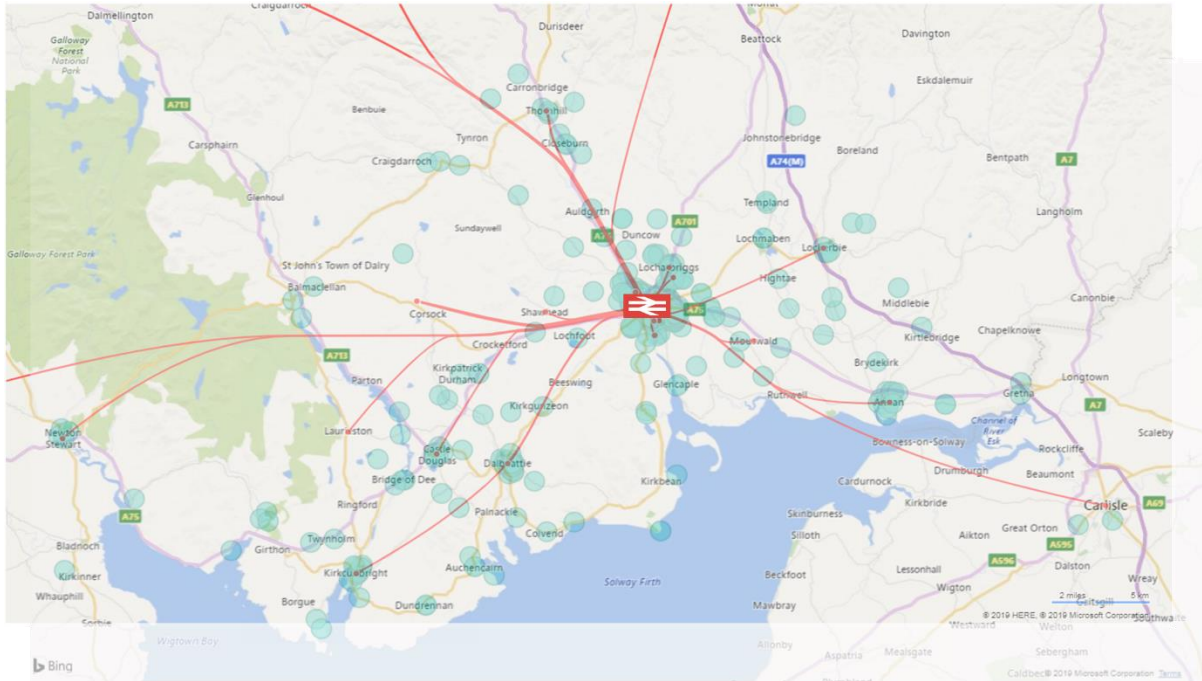 Craigdarroch
Dalmellington
Durisdeer
Moffat
Beattock
Davington
Galloway
Forest
National
Park
Eskdalemuir
Carronbridge
A713
Benbuie
Thornhill
Tynron
Johnstonebridge
Carsphairn
Closeburn
Boreland
Craigdarroch
A74(M)
Bentpath
A7
Glenhoul
Templand
Auldgirth
Langholm
Sundaywell
A701
Duncow
Lochmaben
Lockerbie
Galloway Forest Park
St John's Town of Dalry
Locharbriggs
Hightae
Balmaclellan
Canonbie
Corsock
Shawhead
A75
Middlebie
Lochfoot
Crocketford
Mouswald
Kirtlebridge
Chapelknowe
A713
Brydekirk
Kirkpatrick
Durham
Parton
Beeswing
Glencaple
Ruthwell
Longtown
Gretna
Kirkgunzeon
Annan
A7
Newton
Stewart
Laurieston
Channel of
River
Esk
Scaleby
Castle
Douglas
Bowness-on-Solway
Rockcliffe
Dalbeattie
Drumburgh
Beaumont
Bridge of Dee
Kirkbean
Cardurnock
Kirkbride
Ringford
Carlisle
A69
Palnackie
Skinburness
A75
Great Orton
Colvend
Silloth
Aikton
Twynholm
A595
Bladnoch
Girthon
A596
Dalston
Kirkinner
Kirkcudbright
Auchencairn
Solway Firth
Beckfoot
Lessonhall
Wreay
Wigton
Whauphill
Borgue
Dundrennan
Mawbray
2 miles
5 km
Gaitsgill
© 2019 HERE, © 2019 Microsoft Corporation
Southwaite
Sorbie
Westward
Welton
Wigtown Bay
Allonby
Aspatria
Mealsgate
Sebergham
Bing
Caldbeck
© 2019 Microsoft Corporation Terms